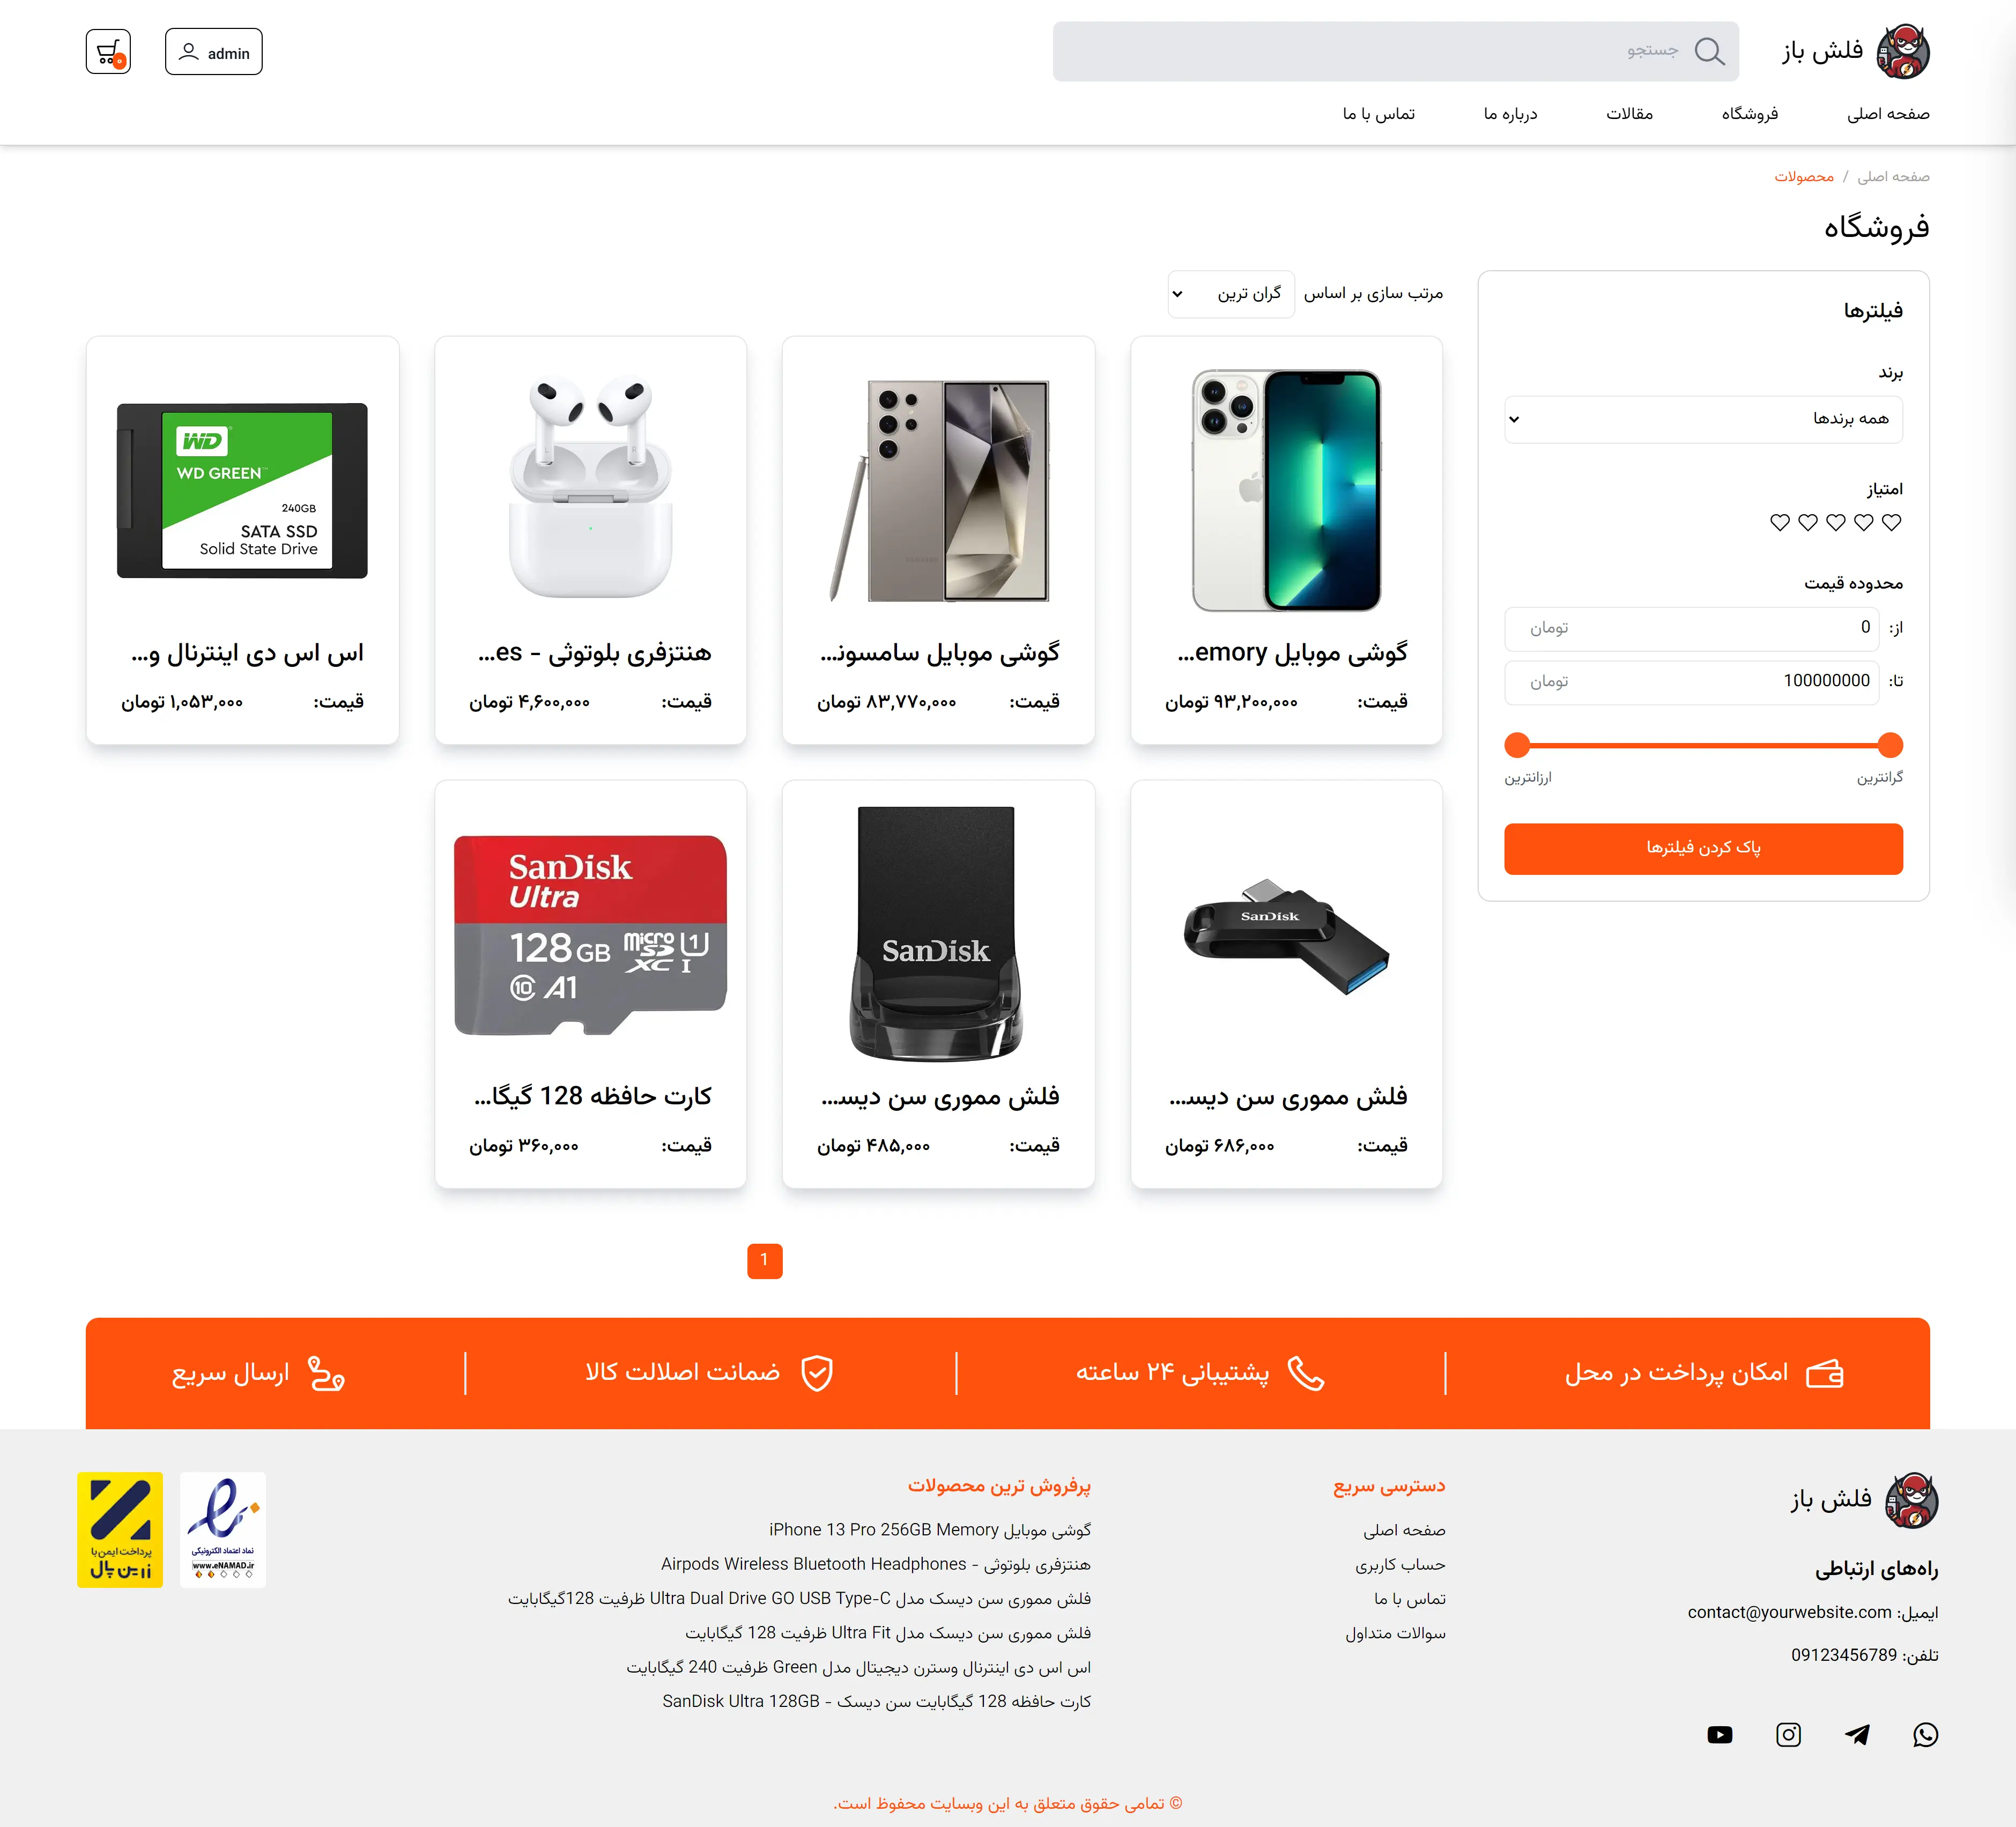 فلش باز
جستجو
admin
۰
صفحه اصلی
فروشگاه
مقالات
درباره ما
تماس با ما
صفحه اصلی / محصولات
فروشگاه
فیلترها
برند
همه برندها
امتیاز
محدوده قیمت
از: 0 تومان
تا: 100000000 تومان
گرانترین
ارزانترین
پاک کردن فیلترها
مرتب سازی بر اساس گران ترین
گوشی موبایل emory...
قیمت: ۹۳,۲۰۰,۰۰۰ تومان
گوشی موبایل سامسونـ...
قیمت: ۸۳,۷۷۰,۰۰۰ تومان
هنتزفری بلوتوثی - es...
قیمت: ۴,۶۰۰,۰۰۰ تومان
WD
WD GREEN™
240GB
SATA SSD
Solid State Drive
اس اس دی اینترنال و...
قیمت: ۱,۰۵۳,۰۰۰ تومان
SanDisk
فلش مموری سن دیسـ...
قیمت: ۶۸۶,۰۰۰ تومان
SanDisk
فلش مموری سن دیسـ...
قیمت: ۴۸۵,۰۰۰ تومان
SanDisk
Ultra
128 GB micro SD XC I U1
10 A1
کارت حافظه 128 گیگا...
قیمت: ۳۶۰,۰۰۰ تومان
1
امکان پرداخت در محل
پشتیبانی ۲۴ ساعته
ضمانت اصلالت کالا
ارسال سریع
فلش باز
راه‌های ارتباطی
ایمیل: contact@yourwebsite.com
تلفن: 09123456789
دسترسی سریع
صفحه اصلی
حساب کاربری
تماس با ما
سوالات متداول
پرفروش ترین محصولات
گوشی موبایل iPhone 13 Pro 256GB Memory
هنتزفری بلوتوثی - Airpods Wireless Bluetooth Headphones
فلش مموری سن دیسک مدل Ultra Dual Drive GO USB Type-C ظرفیت 128گیگابایت
فلش مموری سن دیسک مدل Ultra Fit ظرفیت 128 گیگابایت
اس اس دی اینترنال وسترن دیجیتال مدل Green ظرفیت 240 گیگابایت
کارت حافظه 128 گیگابایت سن دیسک - SanDisk Ultra 128GB
نماد اعتماد الکترونیکی
www.eNAMAD.ir
پرداخت ایمن با
زرین پال
© تمامی حقوق متعلق به این وبسایت محفوظ است.